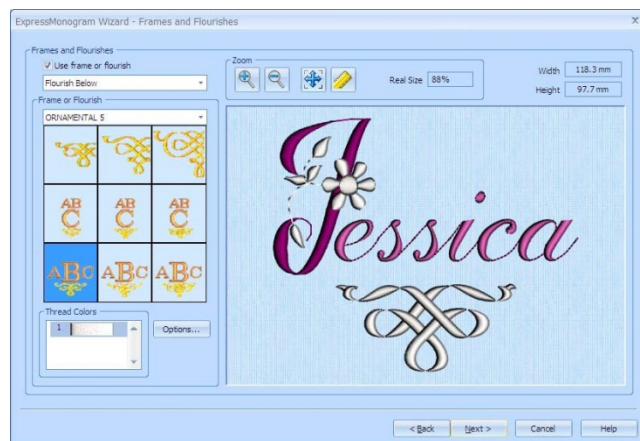 ExpressMonogram Wizard - Frames and Flourishes
x
Frames and Flourishes
Use frame or flourish
Flourish Below
Frame or Flourish
ORNAMENTAL 5
AB
C
AB
C
AB
C
ABC
ABC
ABC
Thread Colors
1
Options...
Zoom
Real Size
88%
Width
118.3 mm
Height
97.7 mm
Jessica
< Back
Next >
Cancel
Help